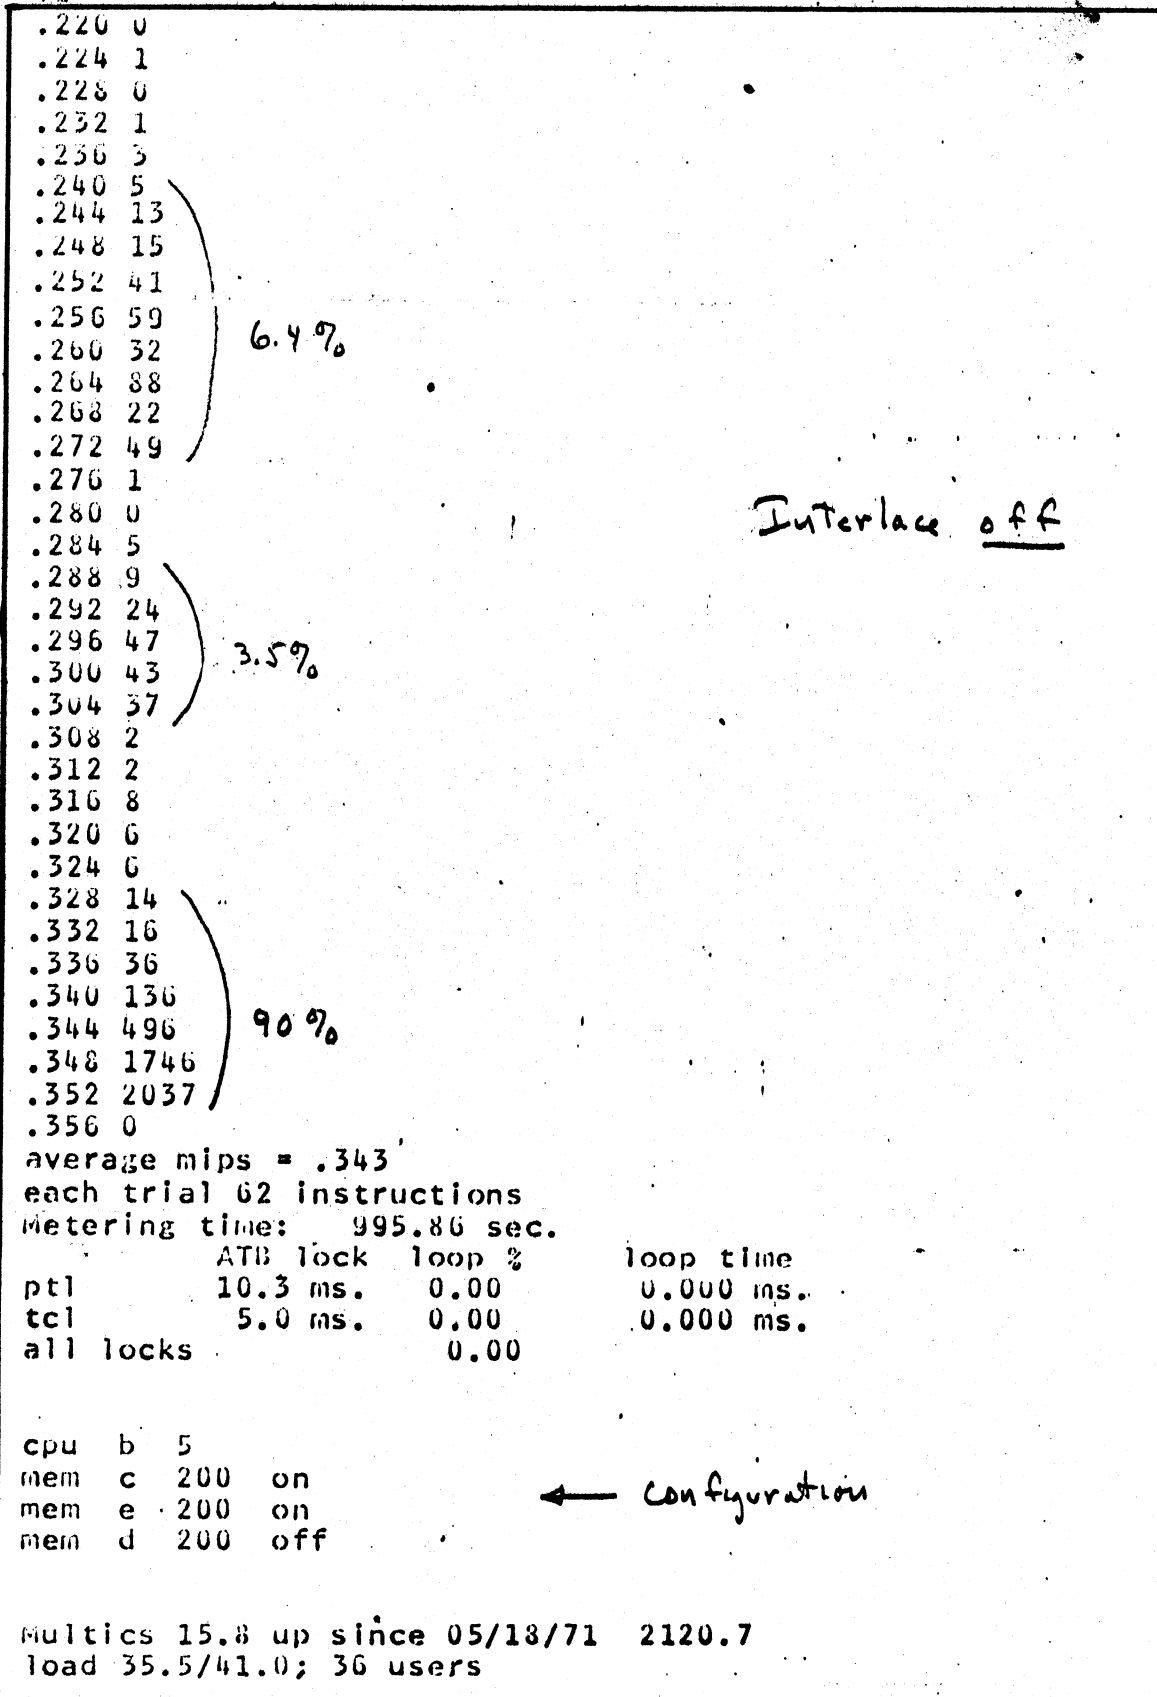 .220 0
.224 1
.228 0
.232 1
.236 3
.240 5
.244 13
.248 15
.252 41
.256 59
6.4%
.260 32
.264 88
.268 22
.272 49
.276 1
.280 0
Interlace off
.284 5
.288 9
.292 24
.296 47
3.5%
.300 43
.304 37
.308 2
.312 2
.316 8
.320 6
.324 6
.328 14
.332 16
.336 36
.340 136
.344 496 90%
.348 1746
.352 2037
.356 0
average mips = .343
each trial 62 instructions
Metering time: 995.86 sec.
ATB lock loop % loop time
ptl 10.3 ms. 0.00 0.000 ms.
tcl 5.0 ms. 0.00 0.000 ms.
all locks 0.00
cpu b 5
mem c 200 on
mem e 200 on ← configuration
mem d 200 off
Multics 15.8 up since 05/18/71 2120.7
load 35.5/41.0; 36 users